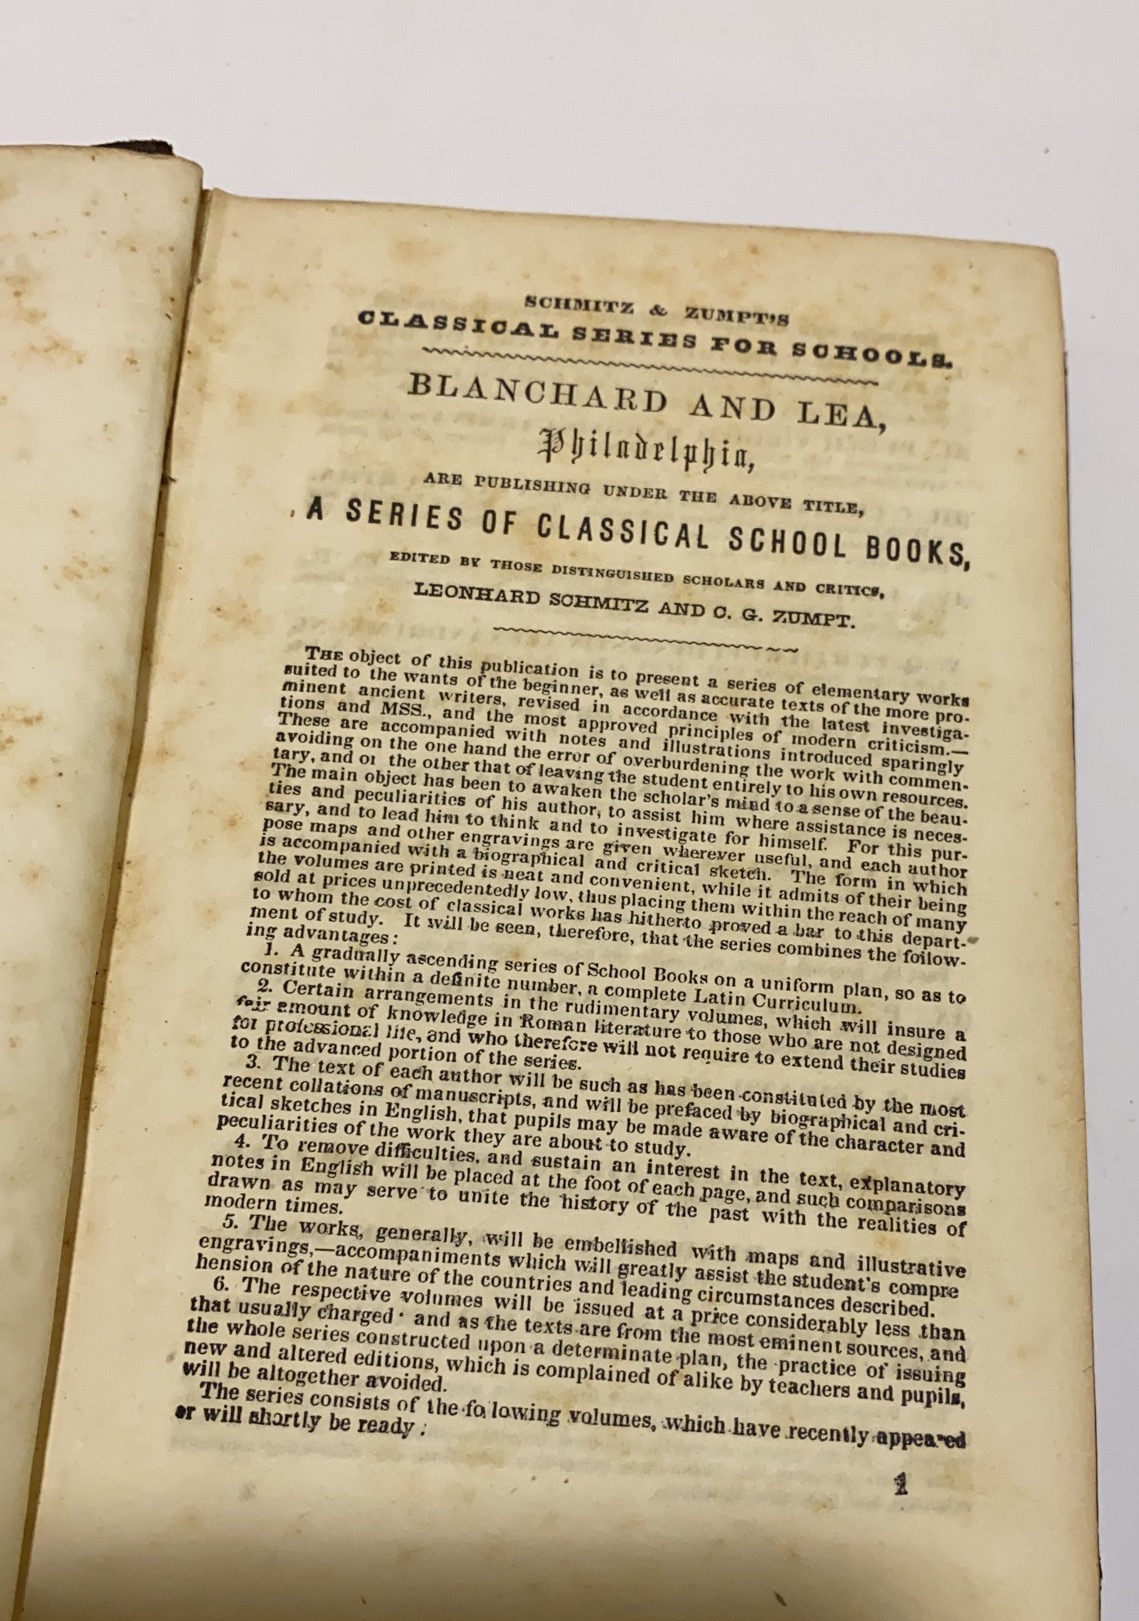 SCHMITZ & ZUMPT'S
CLASSICAL SERIES FOR SCHOOLS.
BLANCHARD AND LEA,
Philadelphia,
ARE PUBLISHING UNDER THE ABOVE TITLE,
A SERIES OF CLASSICAL SCHOOL BOOKS,
EDITED BY THOSE DISTINGUISHED SCHOLARS AND CRITICS,
LEONHARD SCHMITZ AND C. G. ZUMPT.
THE object of this publication is to present a series of elementary works
suited to the wants of the beginner, as well as accurate texts of the more pro-
minent ancient writers, revised in accordance with the latest investiga-
tions and MSS., and the most approved principles of modern criticism.—
These are accompanied with notes and illustrations introduced sparingly
avoiding on the one hand the error of overburdening the work with commen-
tary, and on the other that of leaving the student entirely to his own resources.
The main object has been to awaken the scholar's mind to a sense of the beau-
ties and peculiarities of his author, to assist him where assistance is neces-
sary, and to lead him to think and to investigate for himself. For this pur-
pose maps and other engravings are given wherever useful, and each author
is accompanied with a biographical and critical sketch. The form in which
the volumes are printed is neat and convenient, while it admits of their being
sold at prices unprecedentedly low, thus placing them within the reach of many
to whom the cost of classical works has hitherto proved a bar to this depart-
ment of study. It will be seen, therefore, that the series combines the follow-
ing advantages:
1. A gradually ascending series of School Books on a uniform plan, so as to
constitute within a definite number, a complete Latin Curriculum.
2. Certain arrangements in the rudimentary volumes, which will insure a
fair amount of knowledge in Roman literature to those who are not designed
for professional life, and who therefore will not require to extend their studies
to the advanced portion of the series.
3. The text of each author will be such as has been constituted by the most
recent collations of manuscripts, and will be prefaced by biographical and cri-
tical sketches in English, that pupils may be made aware of the character and
peculiarities of the work they are about to study.
4. To remove difficulties, and sustain an interest in the text, explanatory
notes in English will be placed at the foot of each page, and such comparisons
drawn as may serve to unite the history of the past with the realities of
modern times.
5. The works, generally, will be embellished with maps and illustrative
engravings,—accompaniments which will greatly assist the student's compre
hension of the nature of the countries and leading circumstances described.
6. The respective volumes will be issued at a price considerably less than
that usually charged and as the texts are from the most eminent sources, and
the whole series constructed upon a determinate plan, the practice of issuing
new and altered editions, which is complained of alike by teachers and pupils,
will be altogether avoided.
The series consists of the following volumes, which have recently appeared
or will shortly be ready:
1